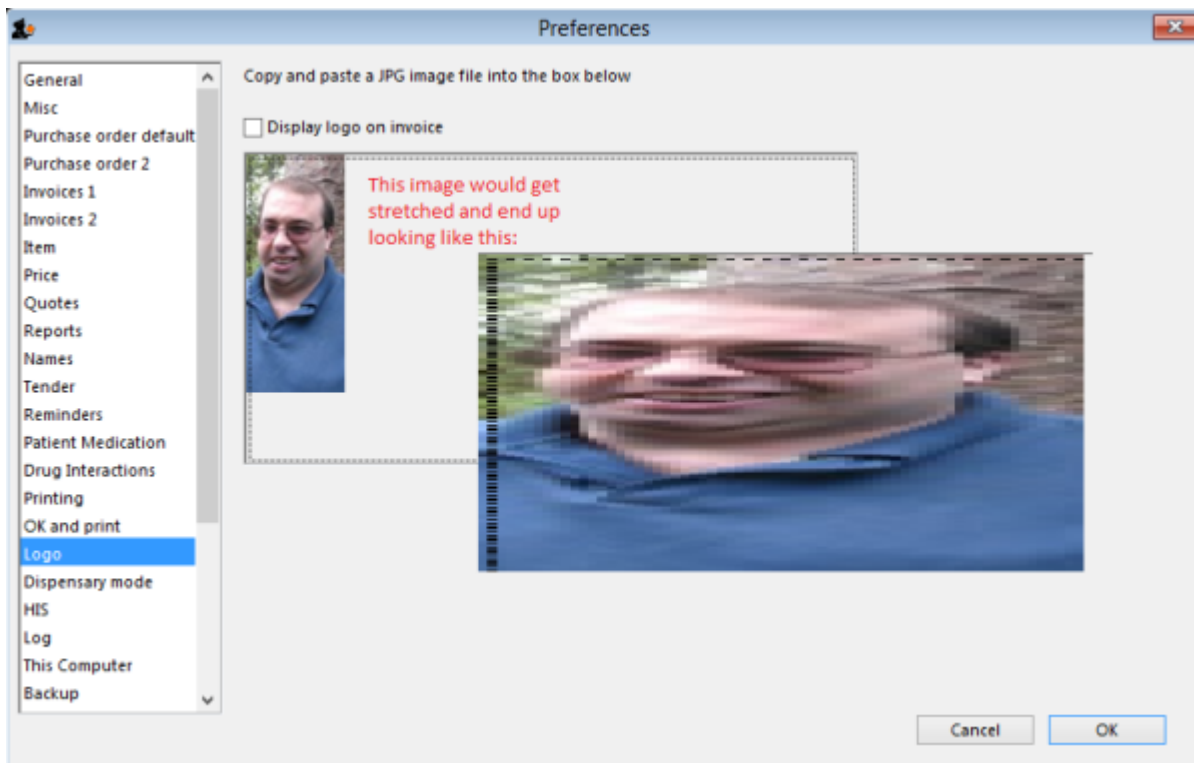 Preferences
General
Misc
Purchase order default
Purchase order 2
Invoices 1
Invoices 2
Item
Price
Quotes
Reports
Names
Tender
Reminders
Patient Medication
Drug Interactions
Printing
OK and print
Logo
Dispensary mode
HIS
Log
This Computer
Backup
Copy and paste a JPG image file into the box below
Display logo on invoice
This image would get
stretched and end up
looking like this:
Cancel
OK